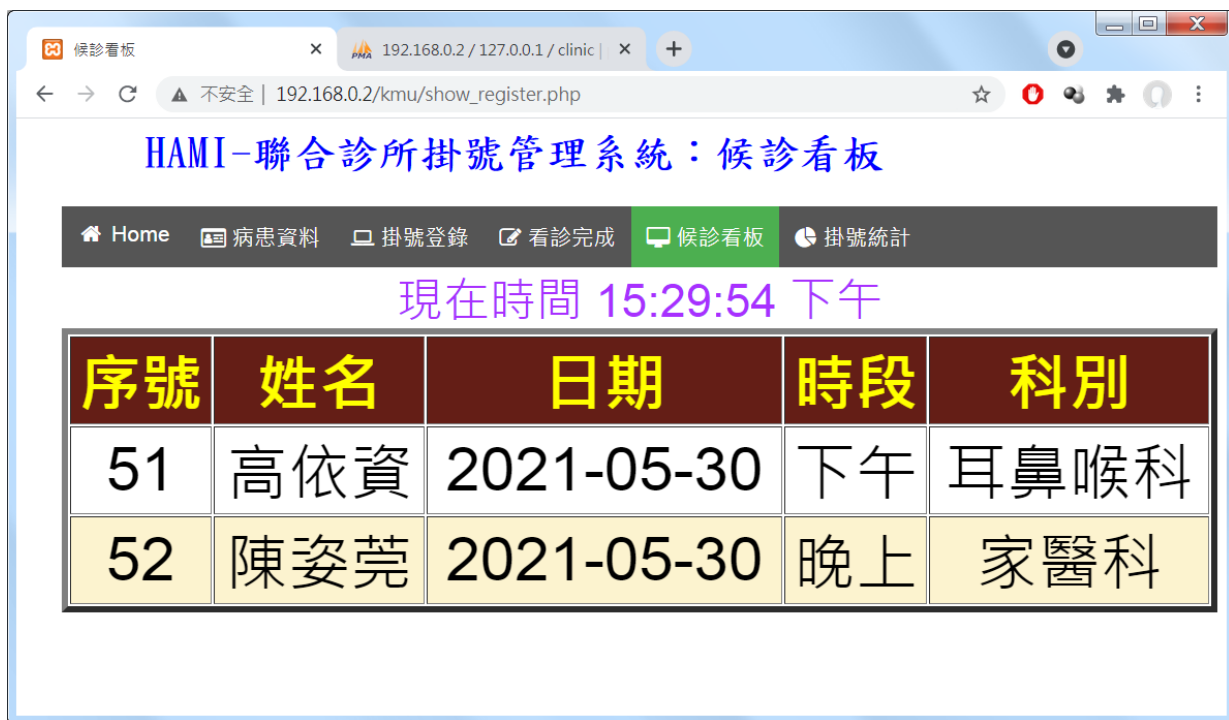 候診看板
192.168.0.2 / 127.0.0.1 / clinic |
不安全 | 192.168.0.2/kmu/show_register.php
HAMI-聯合診所掛號管理系統：候診看板
Home 病患資料 掛號登錄 看診完成 候診看板 掛號統計
現在時間 15:29:54 下午
序號 姓名 日期 時段 科別
51 高依資 2021-05-30 下午 耳鼻喉科
52 陳姿莞 2021-05-30 晚上 家醫科